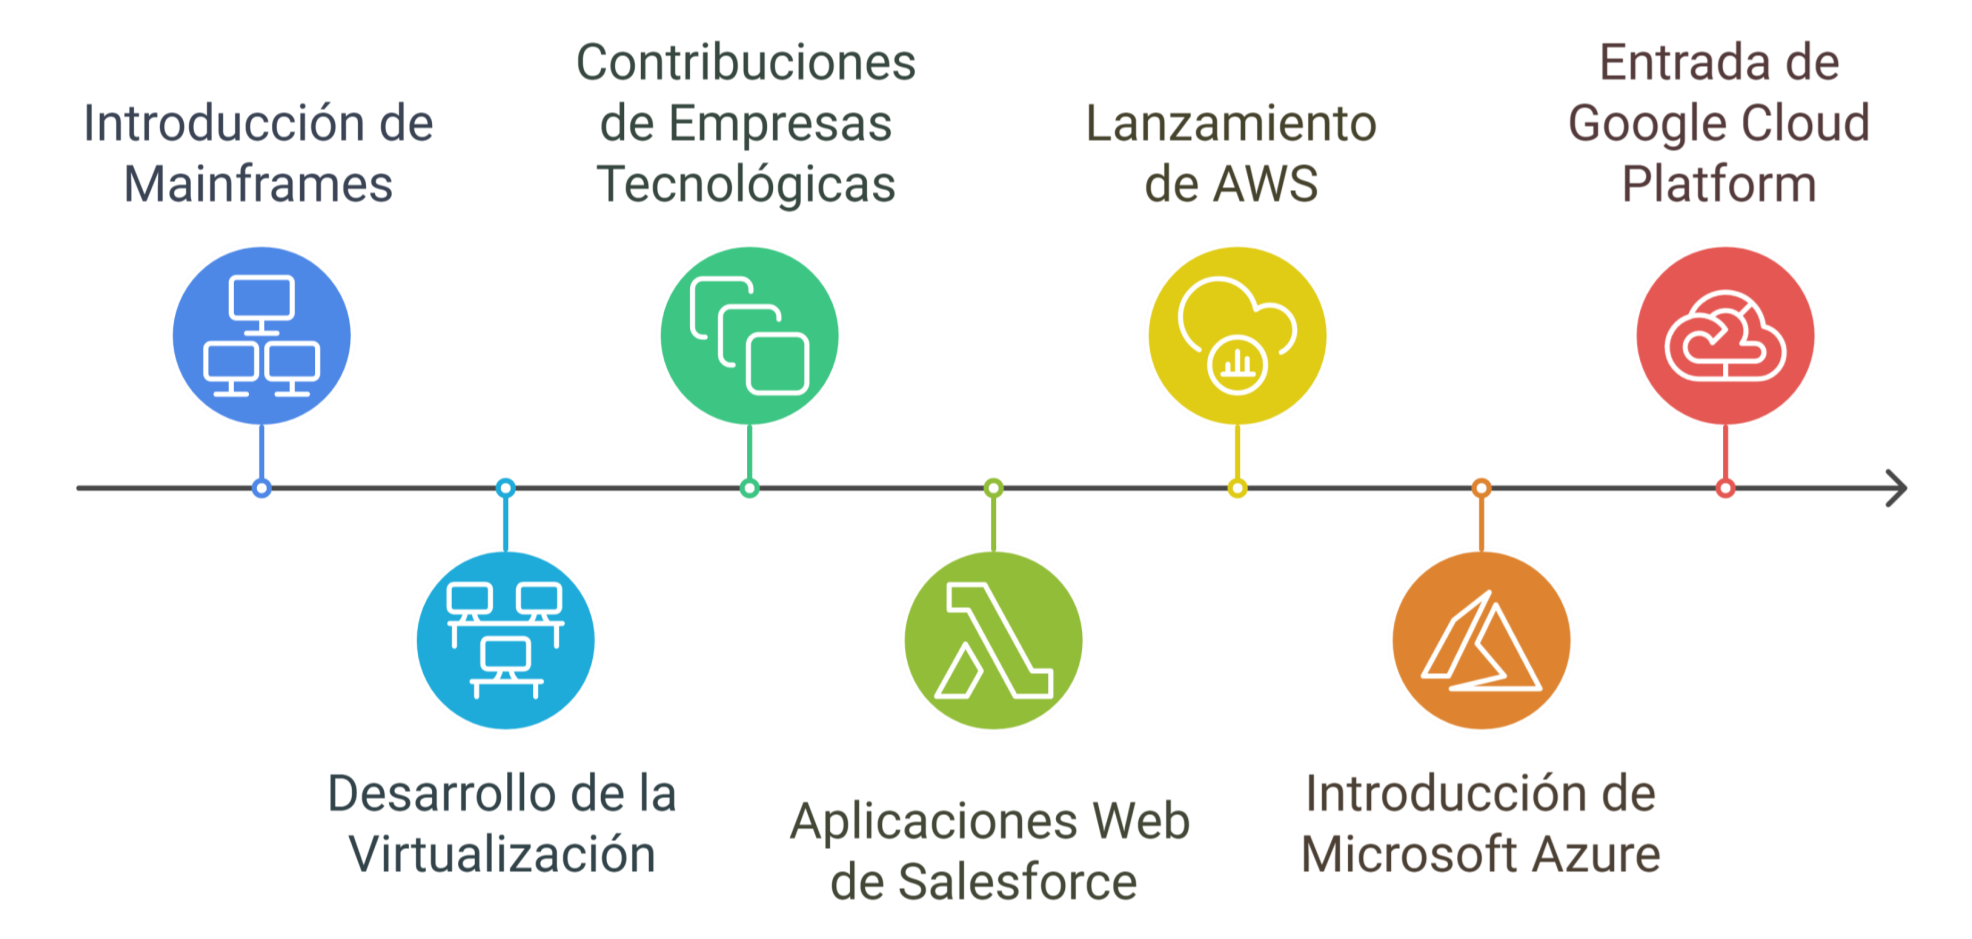 Introducción de
Mainframes
Desarrollo de la
Virtualización
Contribuciones
de Empresas
Tecnológicas
Aplicaciones Web
de Salesforce
Lanzamiento
de AWS
Introducción de
Microsoft Azure
Entrada de
Google Cloud
Platform